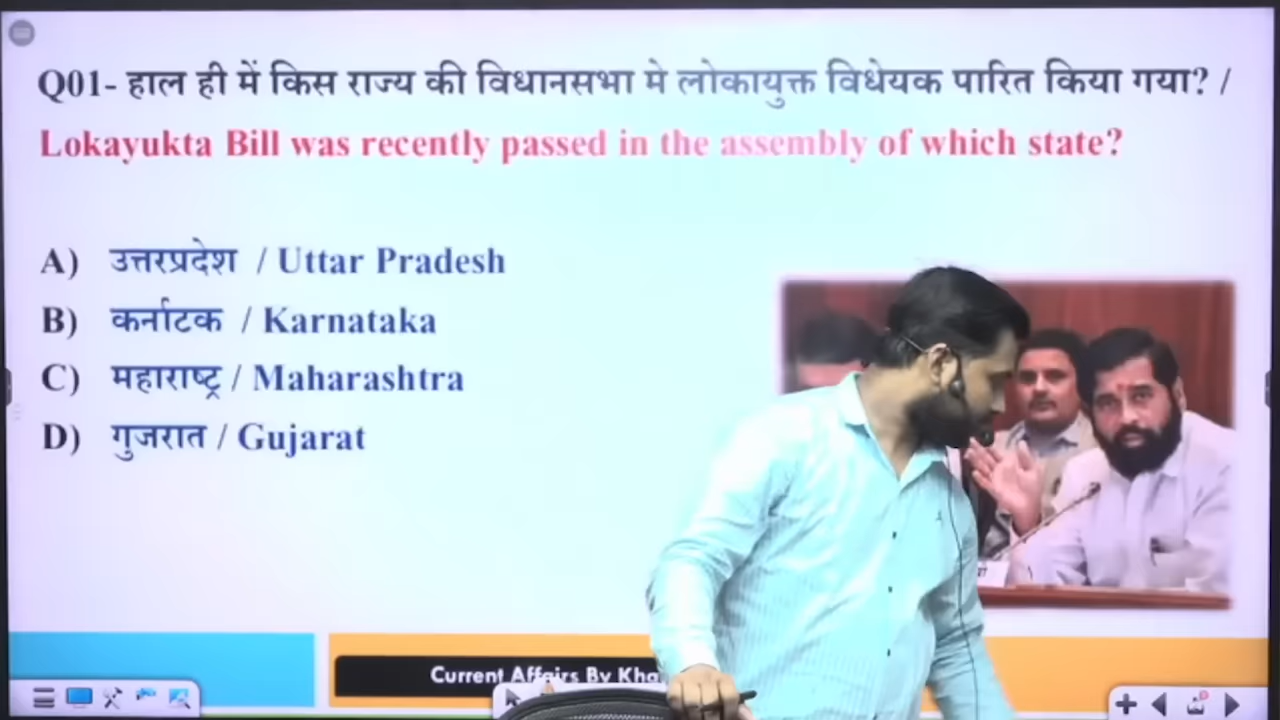 Q01- हाल ही में किस राज्य की विधानसभा मे लोकायुक्त विधेयक पारित किया गया? /
Lokayukta Bill was recently passed in the assembly of which state?
A) उत्तरप्रदेश / Uttar Pradesh
B) कर्नाटक / Karnataka
C) महाराष्ट्र / Maharashtra
D) गुजरात / Gujarat
Current Affairs By